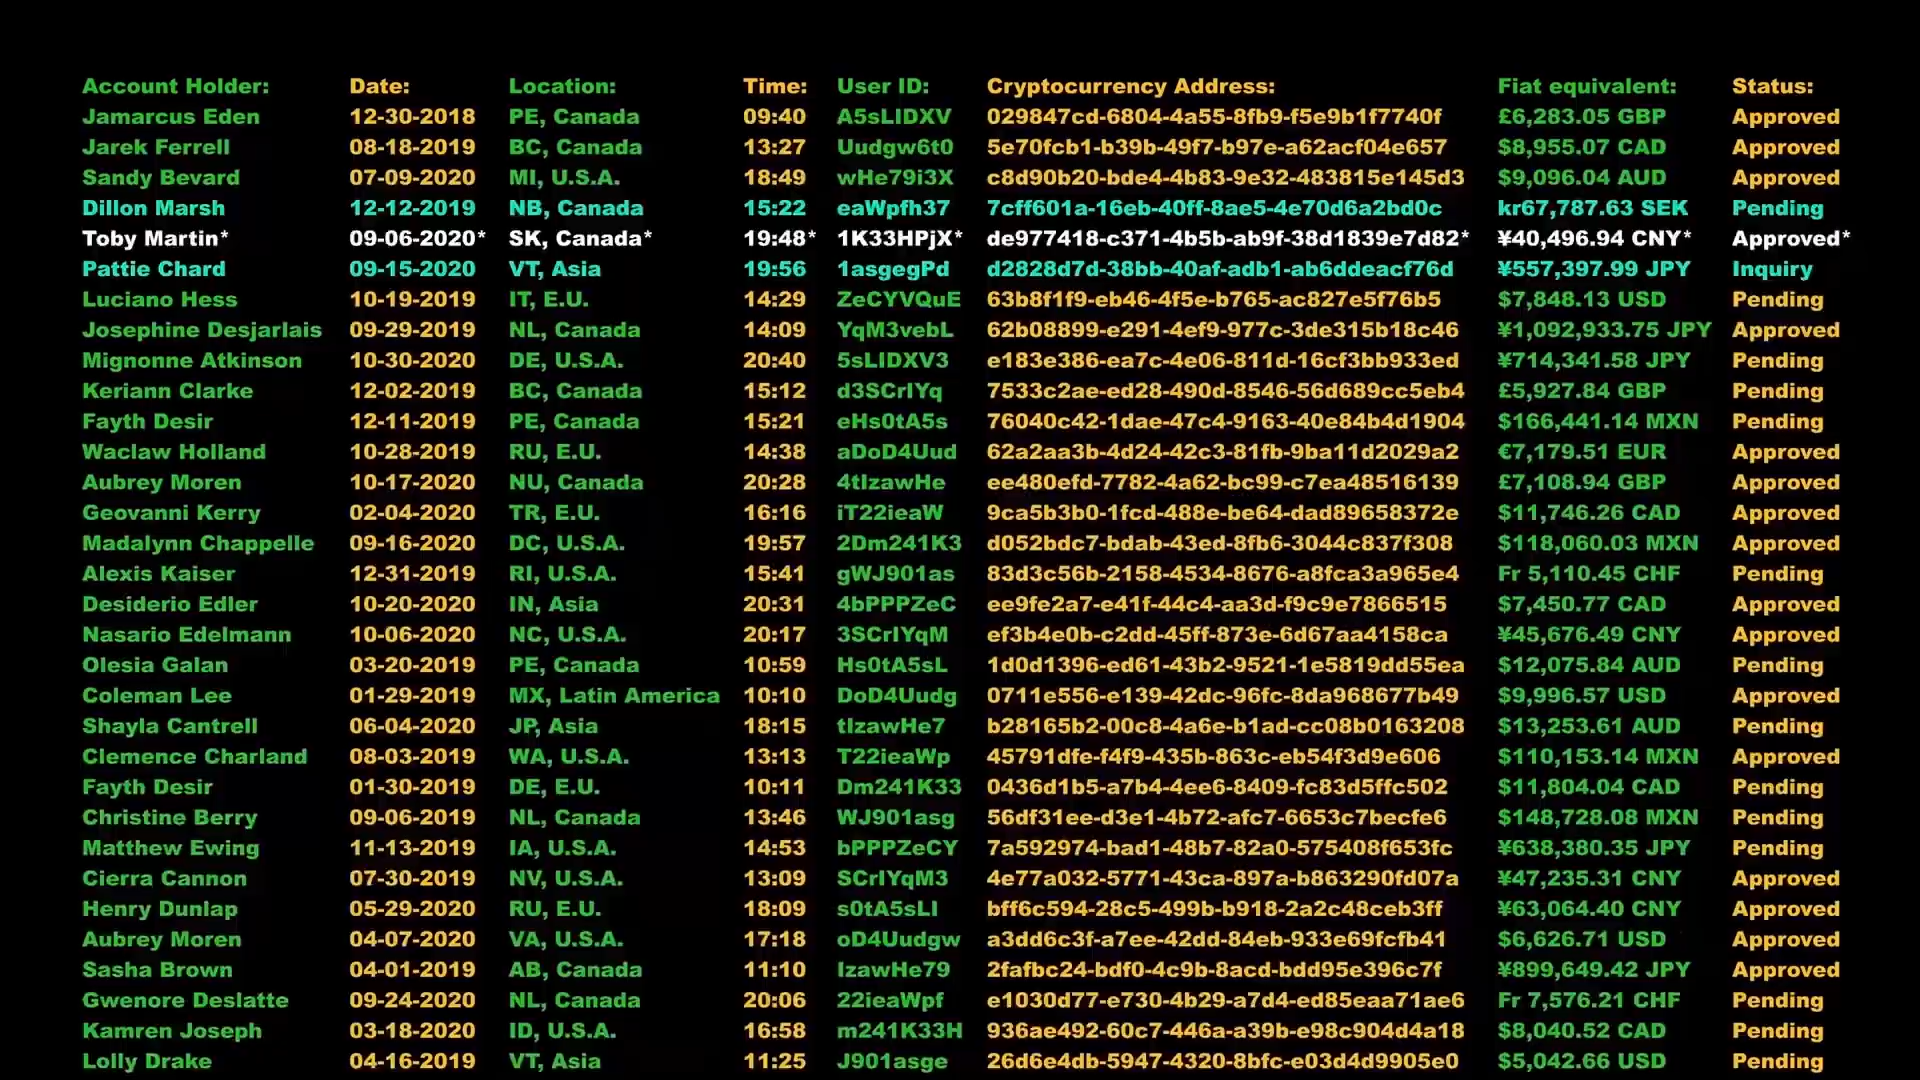 Account Holder: Date: Location: Time: User ID: Cryptocurrency Address: Fiat equivalent: Status:
Jamarcus Eden 12-30-2018 PE, Canada 09:40 A5sLIDXV 029847cd-6804-4a55-8fb9-f5e9b1f7740f £6,283.05 GBP Approved
Jarek Ferrell 08-18-2019 BC, Canada 13:27 Uudgw6t0 5e70fcb1-b39b-49f7-b97e-a62acf04e657 $8,955.07 CAD Approved
Sandy Bevard 07-09-2020 MI, U.S.A. 18:49 wHe79i3X c8d90b20-bde4-4b83-9e32-483815e145d3 $9,096.04 AUD Approved
Dillon Marsh 12-12-2019 NB, Canada 15:22 eaWpfh37 7cff601a-16eb-40ff-8ae5-4e70d6a2bd0c kr67,787.63 SEK Pending
Toby Martin* 09-06-2020* SK, Canada* 19:48* 1K33HPjX* de977418-c371-4b5b-ab9f-38d1839e7d82* ¥40,496.94 CNY* Approved*
Pattie Chard 09-15-2020 VT, Asia 19:56 1asgegPd d2828d7d-38bb-40af-adb1-ab6ddeacf76d ¥557,397.99 JPY Inquiry
Luciano Hess 10-19-2019 IT, E.U. 14:29 ZeCYVQuE 63b8f1f9-eb46-4f5e-b765-ac827e5f76b5 $7,848.13 USD Pending
Josephine Desjarlais 09-29-2019 NL, Canada 14:09 YqM3vebL 62b08899-e291-4ef9-977c-3de315b18c46 ¥1,092,933.75 JPY Approved
Mignonne Atkinson 10-30-2020 DE, U.S.A. 20:40 5sLIDXV3 e183e386-ea7c-4e06-811d-16cf3bb933ed ¥714,341.58 JPY Pending
Keriann Clarke 12-02-2019 BC, Canada 15:12 d3SCrIYq 7533c2ae-ed28-490d-8546-56d689cc5eb4 £5,927.84 GBP Pending
Fayth Desir 12-11-2019 PE, Canada 15:21 eHs0tA5s 76040c42-1dae-47c4-9163-40e84b4d1904 $166,441.14 MXN Pending
Waclaw Holland 10-28-2019 RU, E.U. 14:38 aDoD4Uud 62a2aa3b-4d24-42c3-81fb-9ba11d2029a2 €7,179.51 EUR Approved
Aubrey Moren 10-17-2020 NU, Canada 20:28 4tIzawHe ee480efd-7782-4a62-bc99-c7ea48516139 £7,108.94 GBP Approved
Geovanni Kerry 02-04-2020 TR, E.U. 16:16 iT22ieaW 9ca5b3b0-1fcd-488e-be64-dad89658372e $11,746.26 CAD Approved
Madalynn Chappelle 09-16-2020 DC, U.S.A. 19:57 2Dm241K3 d052bdc7-bdab-43ed-8fb6-3044c837f308 $118,060.03 MXN Approved
Alexis Kaiser 12-31-2019 RI, U.S.A. 15:41 gWJ901as 83d3c56b-2158-4534-8676-a8fca3a965e4 Fr 5,110.45 CHF Pending
Desiderio Edler 10-20-2020 IN, Asia 20:31 4bPPPZeC ee9fe2a7-e41f-44c4-aa3d-f9c9e7866515 $7,450.77 CAD Approved
Nasario Edelmann 10-06-2020 NC, U.S.A. 20:17 3SCrIYqM ef3b4e0b-c2dd-45ff-873e-6d67aa4158ca ¥45,676.49 CNY Approved
Olesia Galan 03-20-2019 PE, Canada 10:59 Hs0tA5sL 1d0d1396-ed61-43b2-9521-1e5819dd55ea $12,075.84 AUD Pending
Coleman Lee 01-29-2019 MX, Latin America 10:10 DoD4Uudg 0711e556-e139-42dc-96fc-8da968677b49 $9,996.57 USD Approved
Shayla Cantrell 06-04-2020 JP, Asia 18:15 tIzawHe7 b28165b2-00c8-4a6e-b1ad-cc08b0163208 $13,253.61 AUD Pending
Clemence Charland 08-03-2019 WA, U.S.A. 13:13 T22ieaWp 45791dfe-f4f9-435b-863c-eb54f3d9e606 $110,153.14 MXN Approved
Fayth Desir 01-30-2019 DE, E.U. 10:11 Dm241K33 0436d1b5-a7b4-4ee6-8409-fc83d5ffc502 $11,804.04 CAD Pending
Christine Berry 09-06-2019 NL, Canada 13:46 WJ901asg 56df31ee-d3e1-4b72-afc7-6653c7becfe6 $148,728.08 MXN Pending
Matthew Ewing 11-13-2019 IA, U.S.A. 14:53 bPPPZeCY 7a592974-bad1-48b7-82a0-575408f653fc ¥638,380.35 JPY Pending
Cierra Cannon 07-30-2019 NV, U.S.A. 13:09 SCrIYqM3 4e77a032-5771-43ca-897a-b863290fd07a ¥47,235.31 CNY Approved
Henry Dunlap 05-29-2020 RU, E.U. 18:09 s0tA5sLI bff6c594-28c5-499b-b918-2a2c48ceb3ff ¥63,064.40 CNY Approved
Aubrey Moren 04-07-2020 VA, U.S.A. 17:18 oD4Uudgw a3dd6c3f-a7ee-42dd-84eb-933e69fcfb41 $6,626.71 USD Approved
Sasha Brown 04-01-2019 AB, Canada 11:10 IzawHe79 2fafbc24-bdf0-4c9b-8acd-bdd95e396c7f ¥899,649.42 JPY Approved
Gwenore Deslatte 09-24-2020 NL, Canada 20:06 22ieaWpf e1030d77-e730-4b29-a7d4-ed85eaa71ae6 Fr 7,576.21 CHF Pending
Kamren Joseph 03-18-2020 ID, U.S.A. 16:58 m241K33H 936ae492-60c7-446a-a39b-e98c904d4a18 $8,040.52 CAD Pending
Lolly Drake 04-16-2019 VT, Asia 11:25 J901asge 26d6e4db-5947-4320-8bfc-e03d4d9905e0 $5,042.66 USD Pending